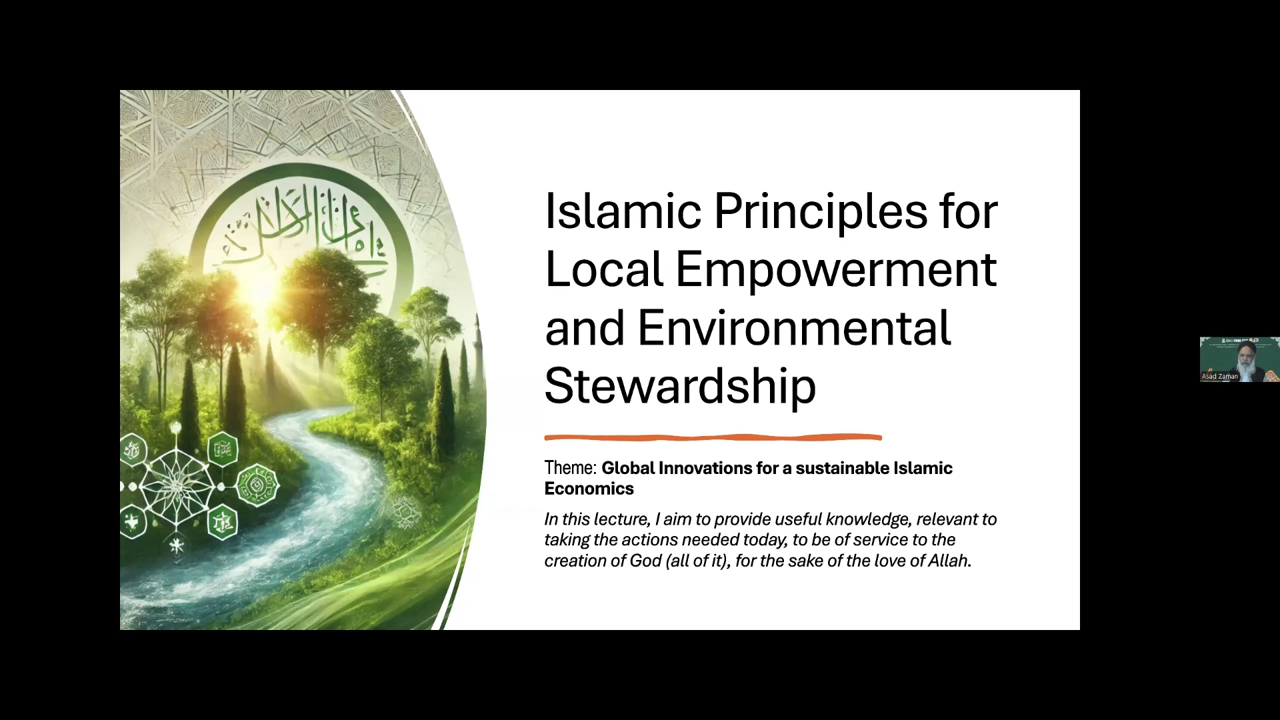 Islamic Principles for
Local Empowerment
and Environmental
Stewardship
Theme: Global Innovations for a sustainable Islamic
Economics
In this lecture, I aim to provide useful knowledge, relevant to
taking the actions needed today, to be of service to the
creation of God (all of it), for the sake of the love of Allah.
Asad Zaman